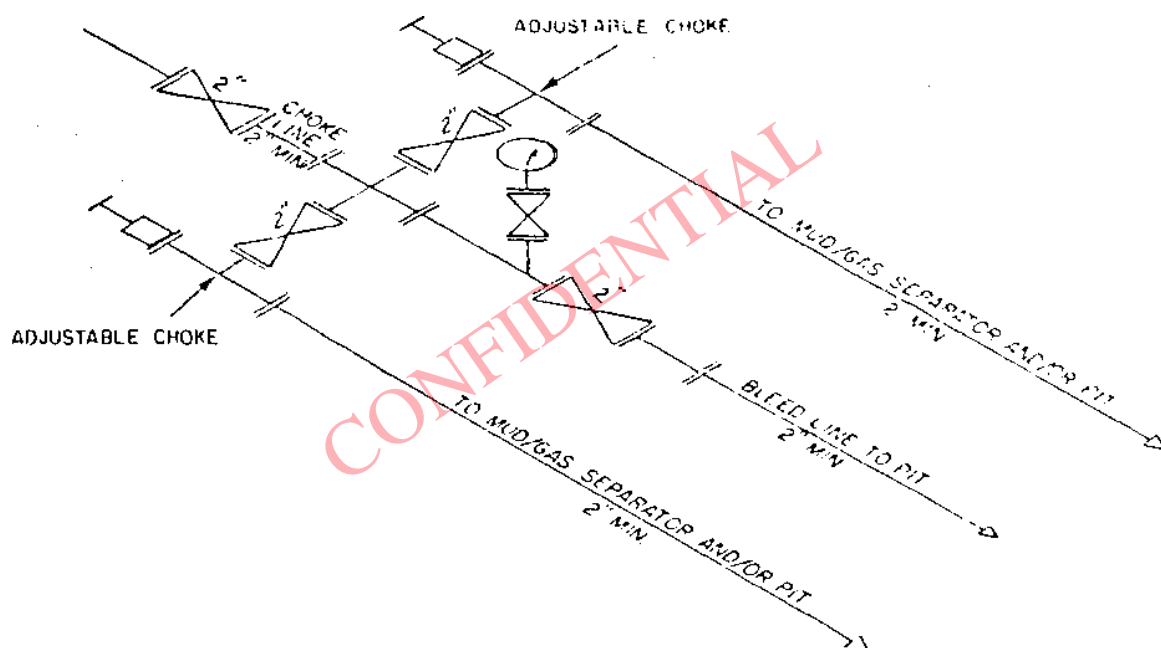 ADJUSTABLE CHOKE
2"
CHOKE
LINE
2" MIN
2"
2"
TO MUD/GAS SEPARATOR AND/OR PIT
2" MIN
ADJUSTABLE CHOKE
2"
BLEED LINE TO PIT
2" MIN
TO MUD/GAS SEPARATOR AND/OR PIT
2" MIN.
CONFIDENTIAL